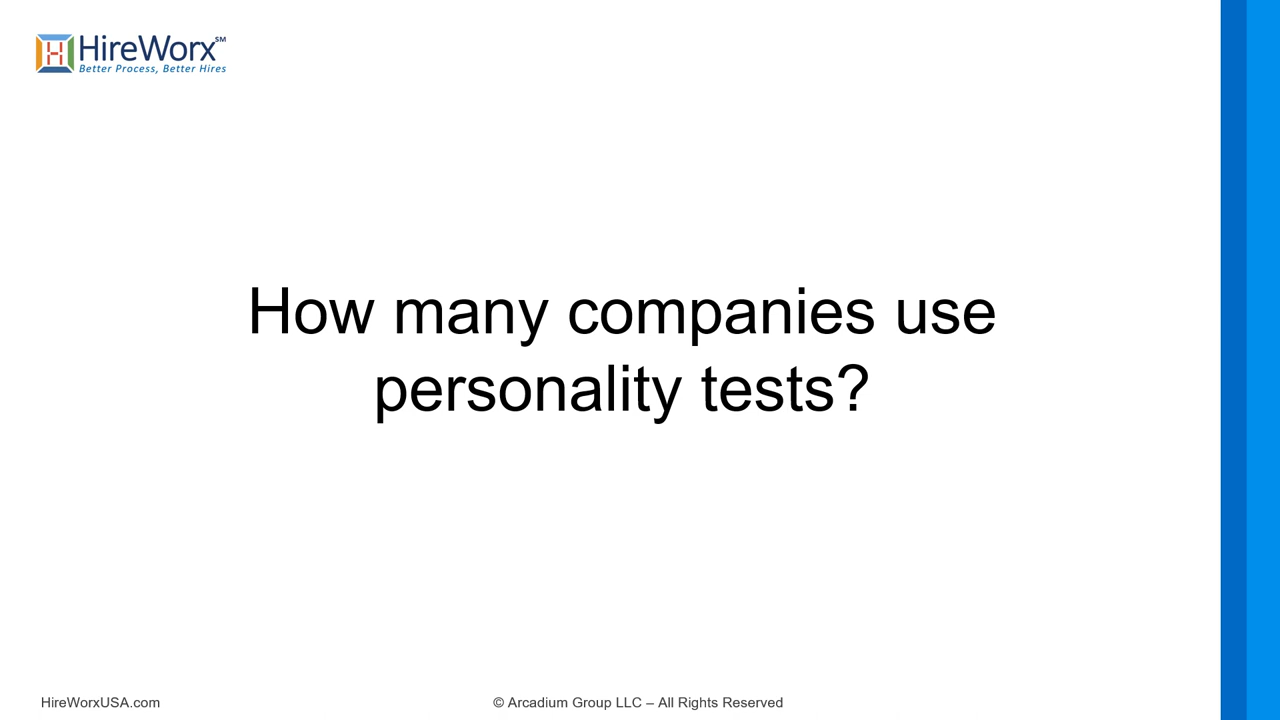 H HireWorx℠
Better Process, Better Hires
How many companies use
personality tests?
HireWorxUSA.com
© Arcadium Group LLC – All Rights Reserved